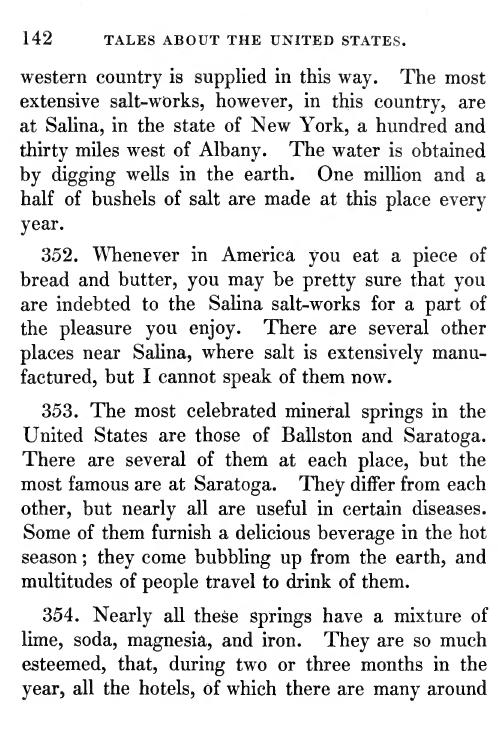 142 TALES ABOUT THE UNITED STATES.
western country is supplied in this way. The most
extensive salt-works, however, in this country, are
at Salina, in the state of New York, a hundred and
thirty miles west of Albany. The water is obtained
by digging wells in the earth. One million and a
half of bushels of salt are made at this place every
year.
352. Whenever in America you eat a piece of
bread and butter, you may be pretty sure that you
are indebted to the Salina salt-works for a part of
the pleasure you enjoy. There are several other
places near Salina, where salt is extensively manu-
factured, but I cannot speak of them now.
353. The most celebrated mineral springs in the
United States are those of Ballston and Saratoga.
There are several of them at each place, but the
most famous are at Saratoga. They differ from each
other, but nearly all are useful in certain diseases.
Some of them furnish a delicious beverage in the hot
season; they come bubbling up from the earth, and
multitudes of people travel to drink of them.
354. Nearly all these springs have a mixture of
lime, soda, magnesia, and iron. They are so much
esteemed, that, during two or three months in the
year, all the hotels, of which there are many around